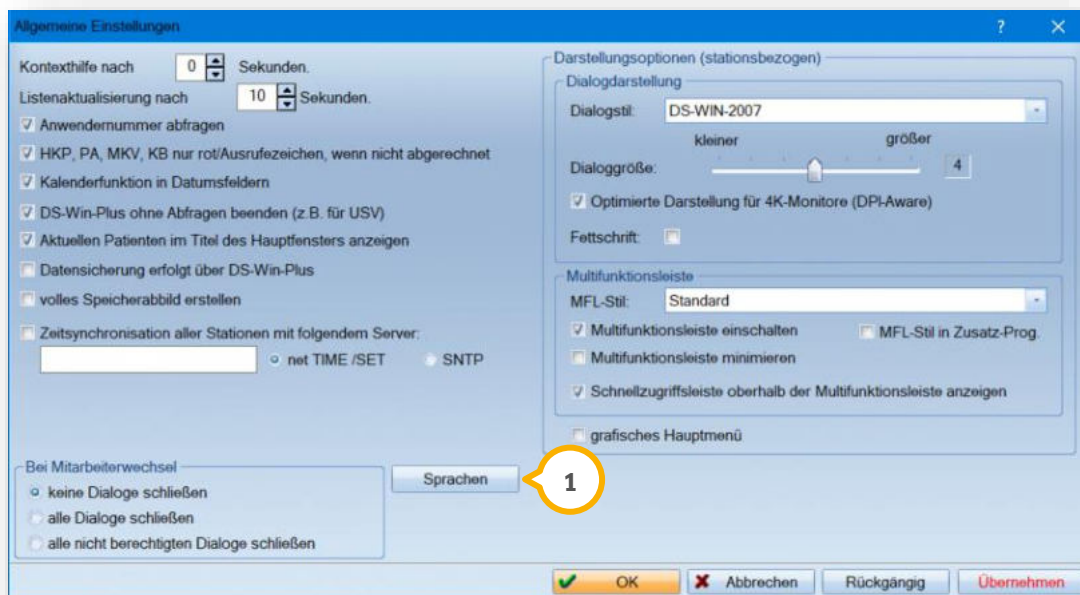 Allgemeine Einstellungen ?
Kontexthilfe nach 0 Sekunden.
Listenaktualisierung nach 10 Sekunden.
Anwendernummer abfragen
HKP, PA, MKV, KB nur rot/Ausrufezeichen, wenn nicht abgerechnet
Kalenderfunktion in Datumsfeldern
DS-Win-Plus ohne Abfragen beenden (z.B. für USV)
Aktuellen Patienten im Titel des Hauptfensters anzeigen
Datensicherung erfolgt über DS-Win-Plus
volles Speicherabbild erstellen
Zeitsynchronisation aller Stationen mit folgendem Server:
net TIME /SET SNTP
Bei Mitarbeiterwechsel
keine Dialoge schließen
alle Dialoge schließen
alle nicht berechtigten Dialoge schließen
Sprachen
1
Darstellungsoptionen (stationsbezogen)
Dialogdarstellung
Dialogstil: DS-WIN-2007
kleiner größer
Dialoggröße: 4
Optimierte Darstellung für 4K-Monitore (DPI-Aware)
Fettschrift:
Multifunktionsleiste
MFL-Stil: Standard
Multifunktionsleiste einschalten MFL-Stil in Zusatz-Prog.
Multifunktionsleiste minimieren
Schnellzugriffsleiste oberhalb der Multifunktionsleiste anzeigen
grafisches Hauptmenü
OK Abbrechen Rückgängig Übernehmen